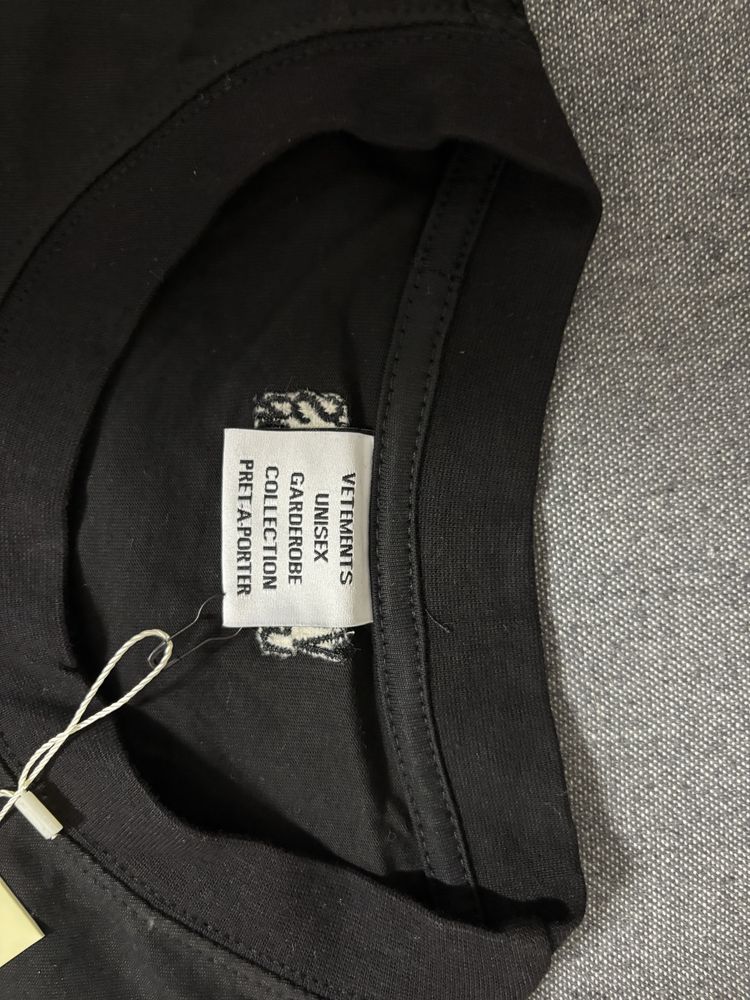 VETEMENTS
UNISEX
GARDEROBE
COLLECTION
PRET-A-PORTER